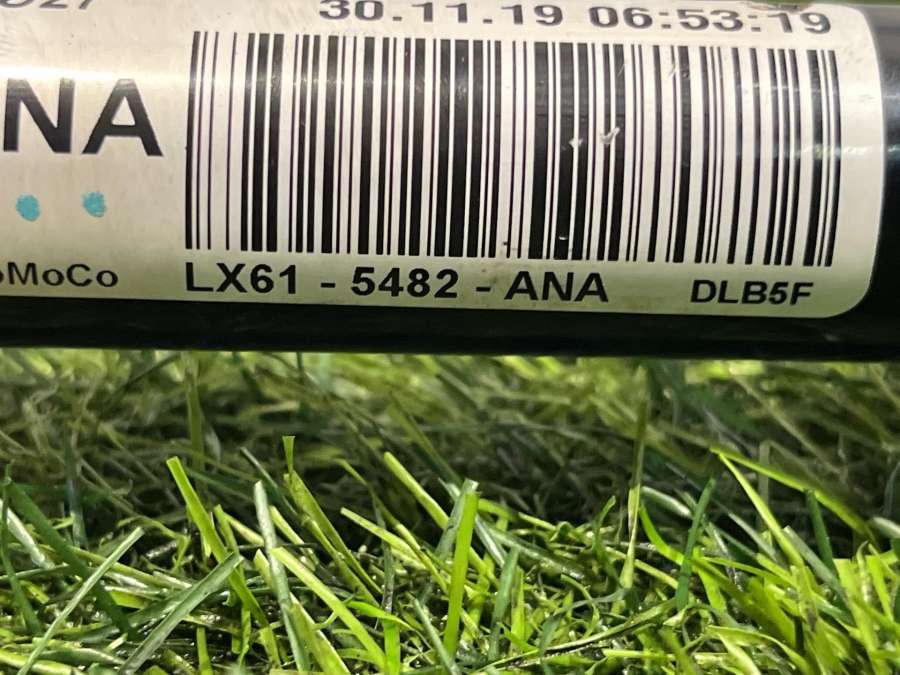 30.11.19 06:53:19
NA
MoCo
LX61 - 5482 - ANA DLB5F